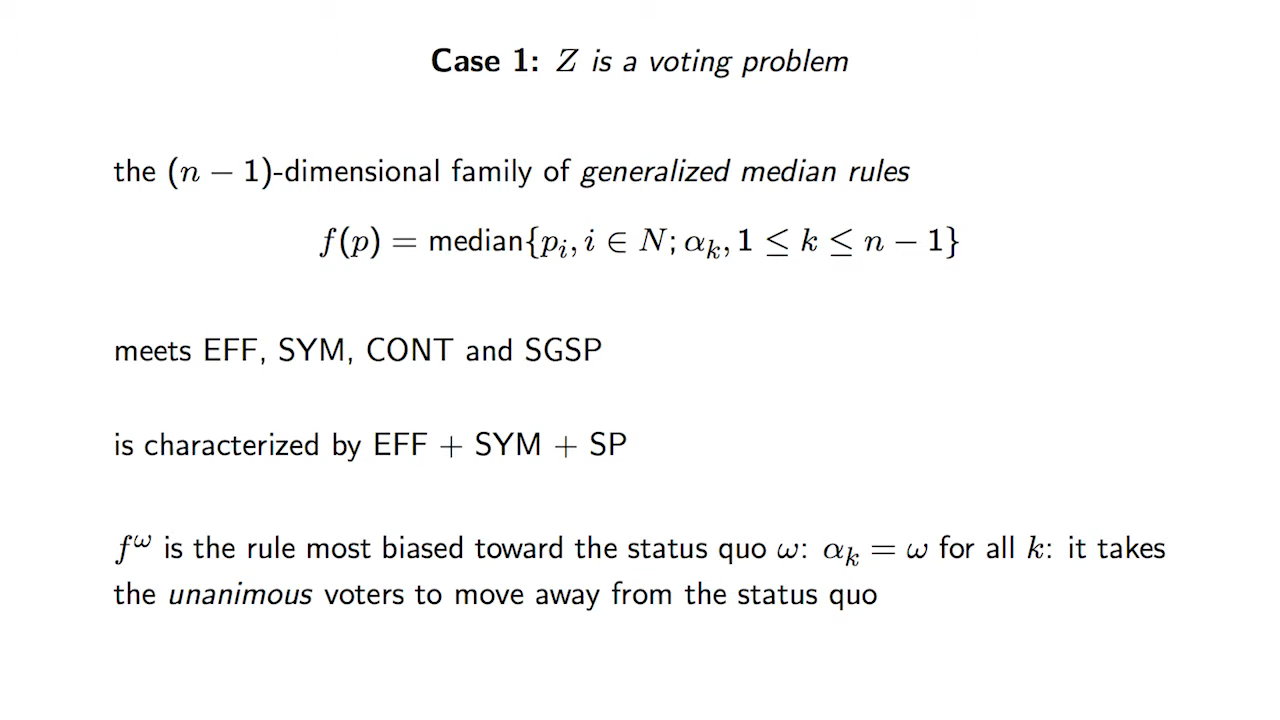 Case 1: Z is a voting problem
the (n − 1)-dimensional family of generalized median rules
f(p) = median{p_i, i ∈ N; α_k, 1 ≤ k ≤ n − 1}
meets EFF, SYM, CONT and SGSP
is characterized by EFF + SYM + SP
f^ω is the rule most biased toward the status quo ω: α_k = ω for all k: it takes
the unanimous voters to move away from the status quo